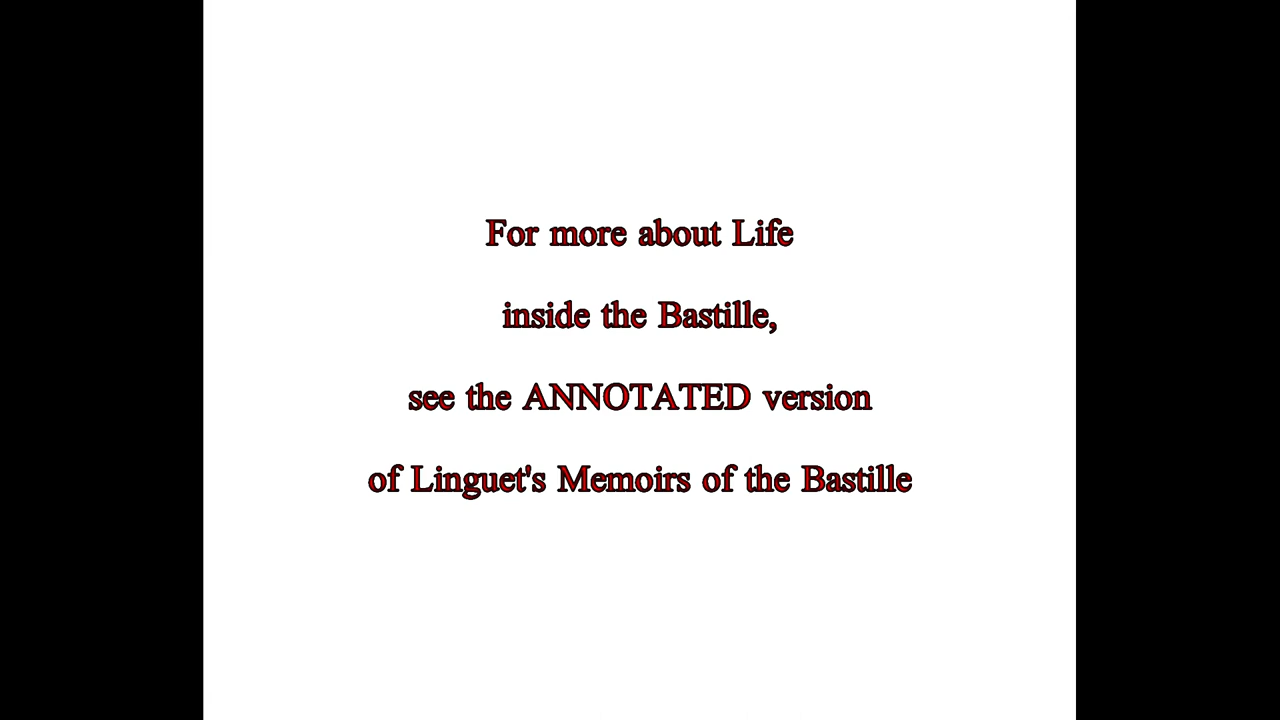 For more about Life
inside the Bastille,
see the ANNOTATED version
of Linguet's Memoirs of the Bastille